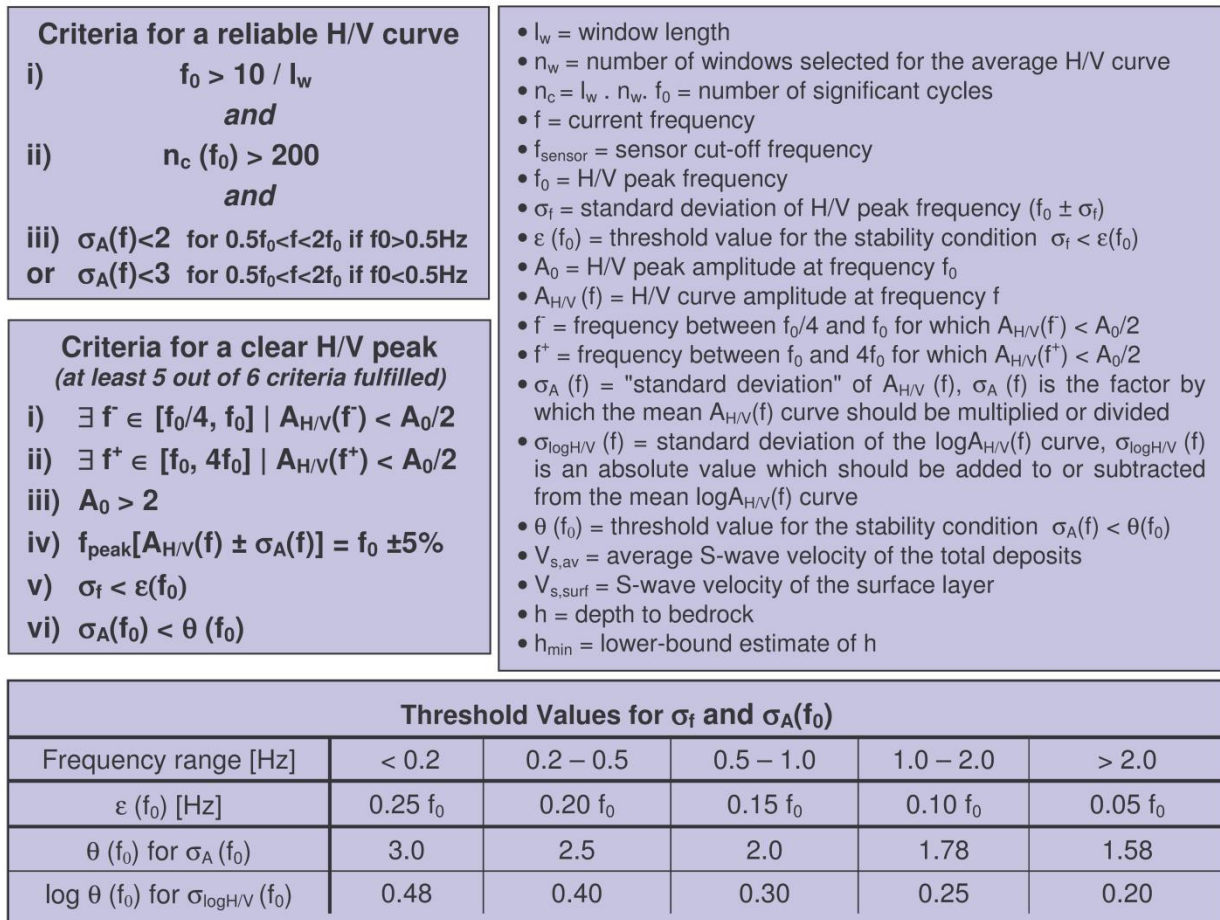 Criteria for a reliable H/V curve
i) f₀ > 10 / l_w
and
ii) n_c (f₀) > 200
and
iii) σ_A(f)<2 for 0.5f₀<f<2f₀ if f0>0.5Hz
or σ_A(f)<3 for 0.5f₀<f<2f₀ if f0<0.5Hz
Criteria for a clear H/V peak
(at least 5 out of 6 criteria fulfilled)
i) ∃ f⁻ ∈ [f₀/4, f₀] | A_H/V(f⁻) < A₀/2
ii) ∃ f⁺ ∈ [f₀, 4f₀] | A_H/V(f⁺) < A₀/2
iii) A₀ > 2
iv) f_peak[A_H/V(f) ± σ_A(f)] = f₀ ±5%
v) σ_f < ε(f₀)
vi) σ_A(f₀) < θ (f₀)
• l_w = window length
• n_w = number of windows selected for the average H/V curve
• n_c = l_w . n_w. f₀ = number of significant cycles
• f = current frequency
• f_sensor = sensor cut-off frequency
• f₀ = H/V peak frequency
• σ_f = standard deviation of H/V peak frequency (f₀ ± σ_f)
• ε (f₀) = threshold value for the stability condition σ_f < ε(f₀)
• A₀ = H/V peak amplitude at frequency f₀
• A_H/V (f) = H/V curve amplitude at frequency f
• f⁻ = frequency between f₀/4 and f₀ for which A_H/V(f⁻) < A₀/2
• f⁺ = frequency between f₀ and 4f₀ for which A_H/V(f⁺) < A₀/2
• σ_A (f) = "standard deviation" of A_H/V (f), σ_A (f) is the factor by
which the mean A_H/V(f) curve should be multiplied or divided
• σ_logH/V (f) = standard deviation of the logA_H/V(f) curve, σ_logH/V (f)
is an absolute value which should be added to or subtracted
from the mean logA_H/V(f) curve
• θ (f₀) = threshold value for the stability condition σ_A(f) < θ(f₀)
• V_s,av = average S-wave velocity of the total deposits
• V_s,surf = S-wave velocity of the surface layer
• h = depth to bedrock
• h_min = lower-bound estimate of h
Threshold Values for σ_f and σ_A(f₀)
Frequency range [Hz] < 0.2 0.2 – 0.5 0.5 – 1.0 1.0 – 2.0 > 2.0
ε (f₀) [Hz] 0.25 f₀ 0.20 f₀ 0.15 f₀ 0.10 f₀ 0.05 f₀
θ (f₀) for σ_A (f₀) 3.0 2.5 2.0 1.78 1.58
log θ (f₀) for σ_logH/V (f₀) 0.48 0.40 0.30 0.25 0.20